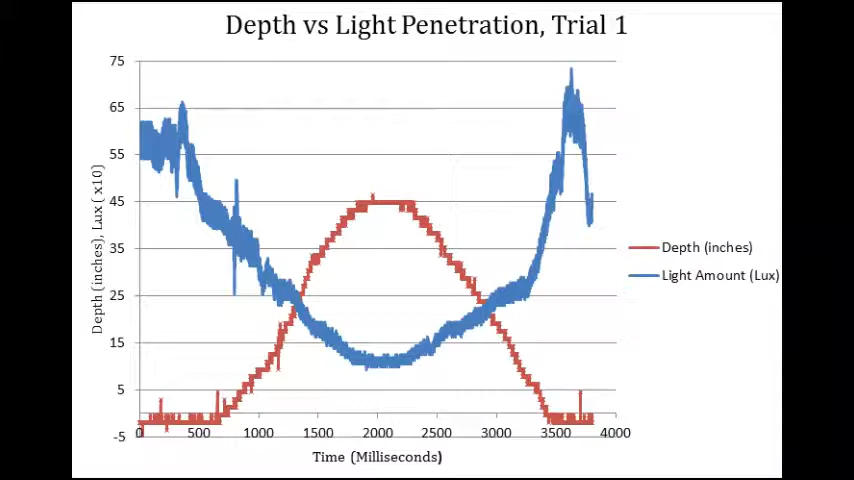 Depth vs Light Penetration, Trial 1
75
65
55
45
35
25
15
5
-5
Depth (inches), Lux ( x10)
0 500 1000 1500 2000 2500 3000 3500 4000
Time (Milliseconds)
Depth (inches)
Light Amount (Lux)